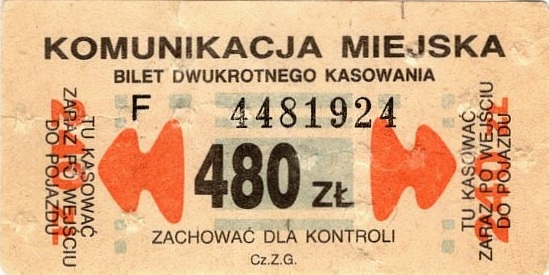 KOMUNIKACJA MIEJSKA
BILET DWUKROTNEGO KASOWANIA
F 4481924
480 ZŁ
ZACHOWAĆ DLA KONTROLI
Cz.Z.G.
TU KASOWAĆ
ZARAZ PO WEJŚCIU
DO POJAZDU
TU KASOWAĆ
ZARAZ PO WEJŚCIU
DO POJAZDU